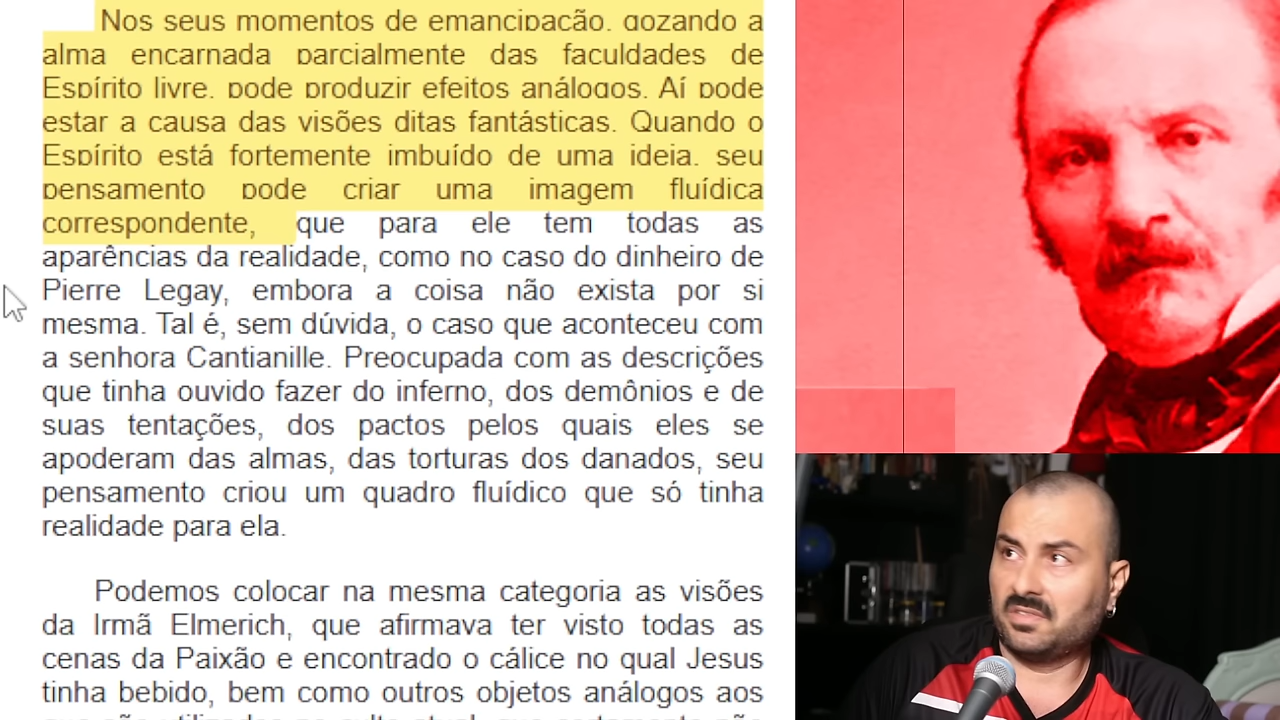 Nos seus momentos de emancipação, gozando a
alma encarnada parcialmente das faculdades de
Espírito livre, pode produzir efeitos análogos. Aí pode
estar a causa das visões ditas fantásticas. Quando o
Espírito está fortemente imbuído de uma ideia, seu
pensamento pode criar uma imagem fluídica
correspondente, que para ele tem todas as
aparências da realidade, como no caso do dinheiro de
Pierre Legay, embora a coisa não exista por si
mesma. Tal é, sem dúvida, o caso que aconteceu com
a senhora Cantianille. Preocupada com as descrições
que tinha ouvido fazer do inferno, dos demônios e de
suas tentações, dos pactos pelos quais eles se
apoderam das almas, das torturas dos danados, seu
pensamento criou um quadro fluídico que só tinha
realidade para ela.
Podemos colocar na mesma categoria as visões
da Irmã Elmerich, que afirmava ter visto todas as
cenas da Paixão e encontrado o cálice no qual Jesus
tinha bebido, bem como outros objetos análogos aos